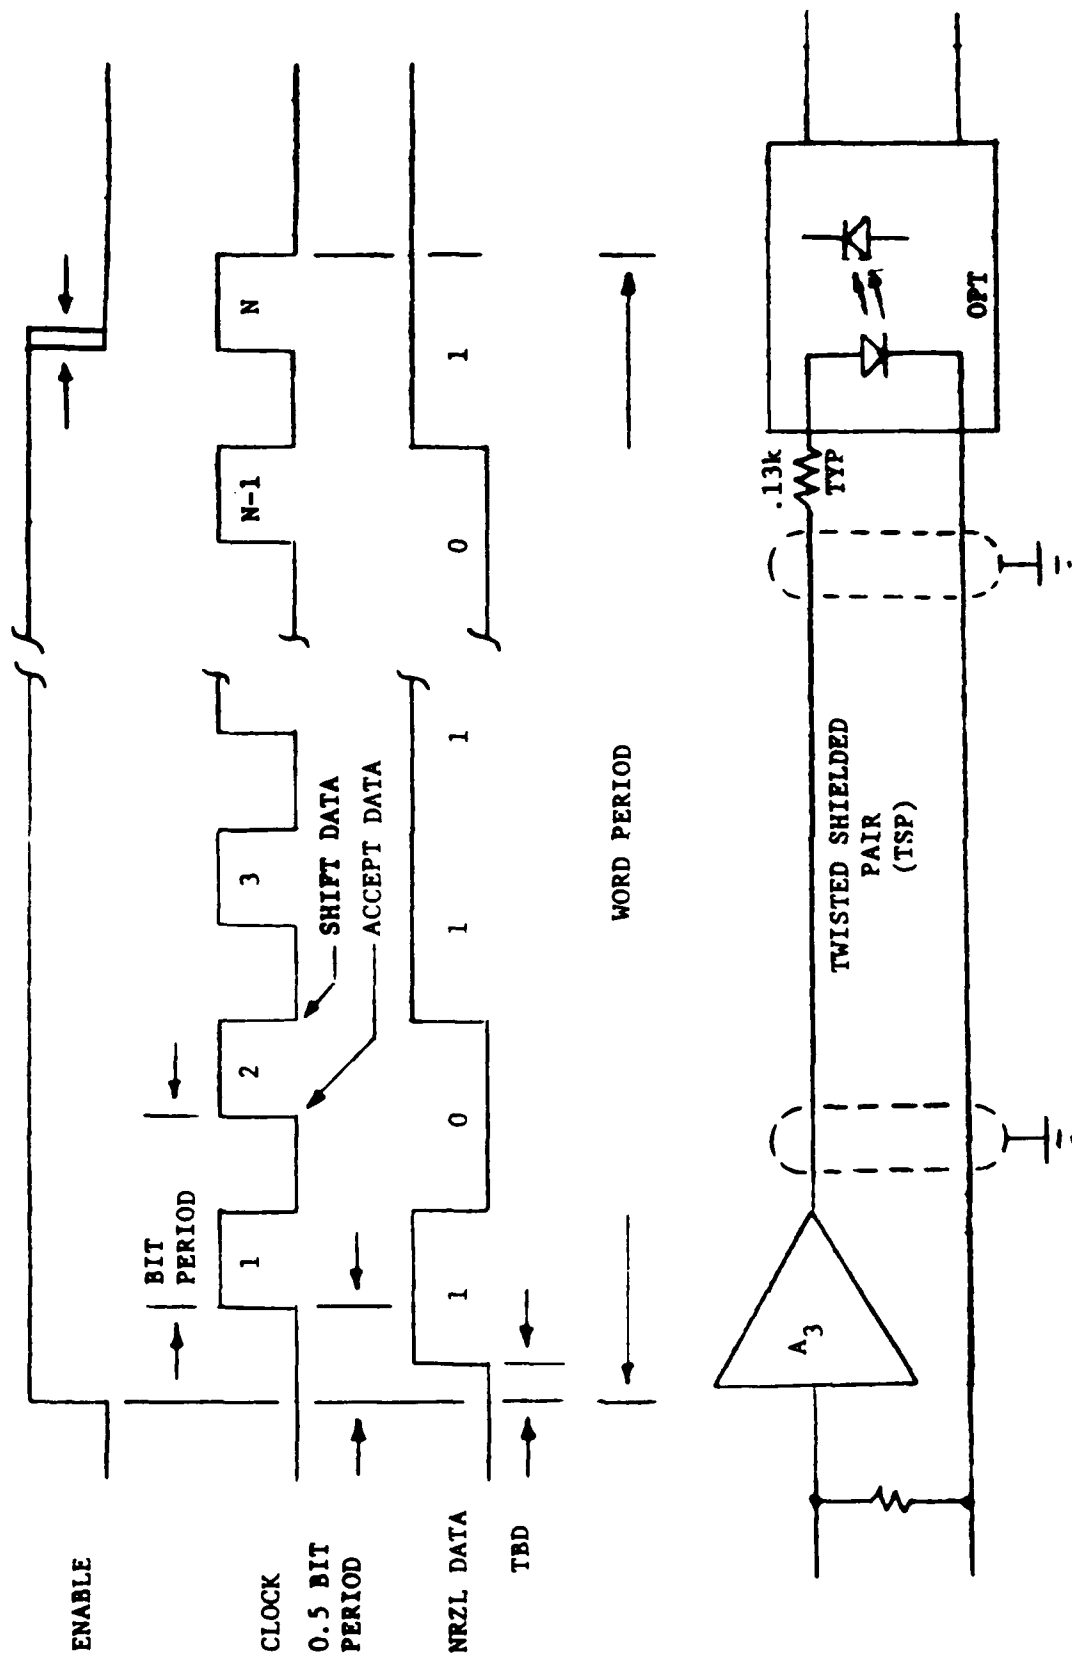 ENABLE
BIT
PERIOD
CLOCK
1
2
3
N-1
N
0.5 BIT
PERIOD
SHIFT DATA
ACCEPT DATA
NRZL DATA
1
0
1
1
0
1
TBD
WORD PERIOD
A3
TWISTED SHIELDED
PAIR
(TSP)
.13k
TYP
OPT